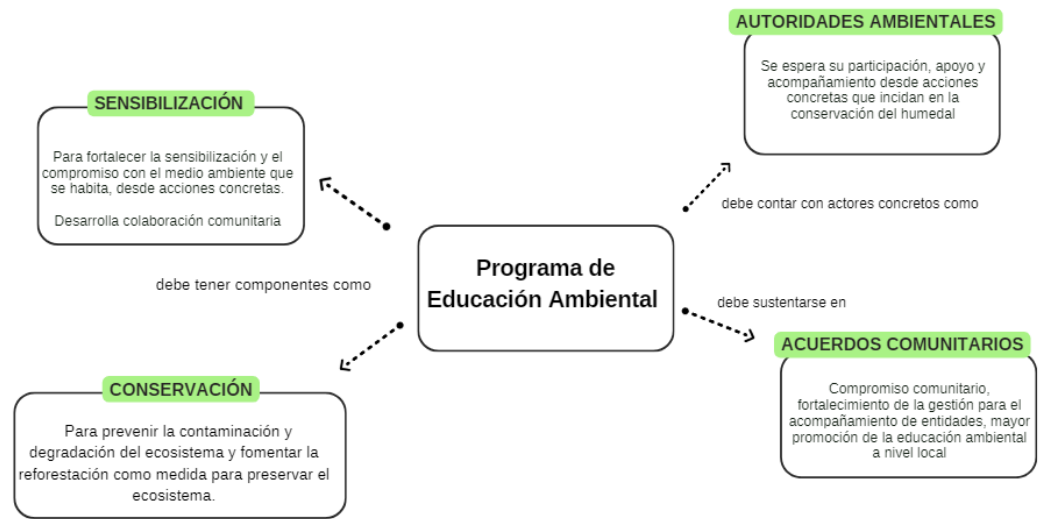 AUTORIDADES AMBIENTALES
Se espera su participación, apoyo y
acompañamiento desde acciones
concretas que incidan en la
conservación del humedal
SENSIBILIZACIÓN
Para fortalecer la sensibilización y el
compromiso con el medio ambiente que
se habita, desde acciones concretas.
Desarrolla colaboración comunitaria
debe contar con actores concretos como
Programa de
Educación Ambiental
debe tener componentes como
debe sustentarse en
ACUERDOS COMUNITARIOS
Compromiso comunitario,
fortalecimiento de la gestión para el
acompañamiento de entidades, mayor
promoción de la educación ambiental
a nivel local
CONSERVACIÓN
Para prevenir la contaminación y
degradación del ecosistema y fomentar la
reforestación como medida para preservar el
ecosistema.